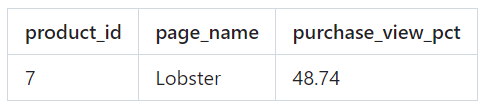 product_id page_name purchase_view_pct
7 Lobster 48.74